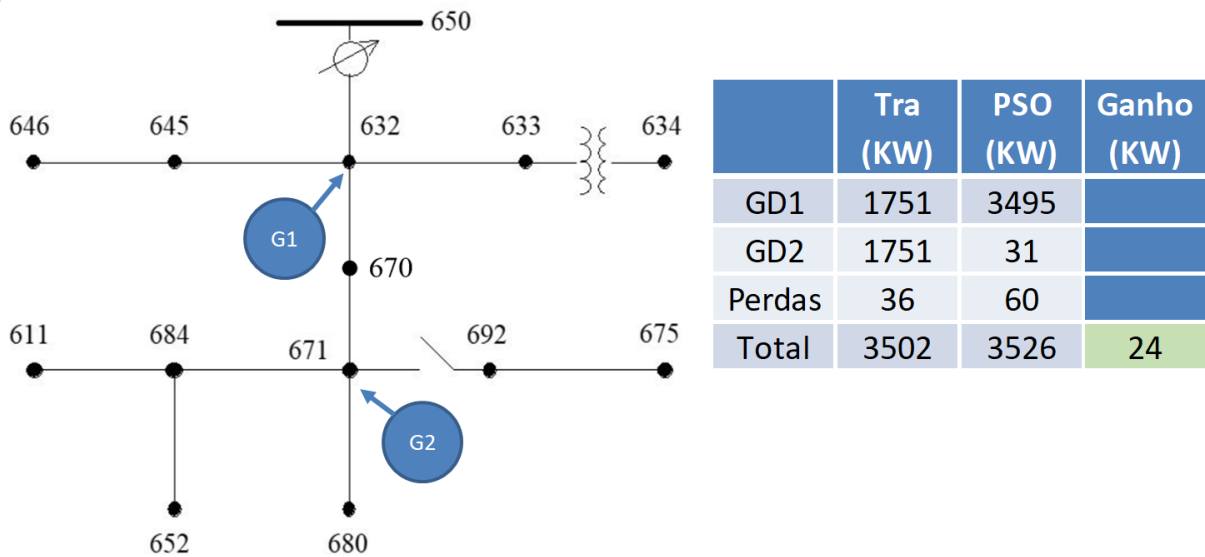 650
646 645 632 633 634
G1
670
611 684 671 692 675
G2
652 680
Tra PSO Ganho
(KW) (KW) (KW)
GD1 1751 3495
GD2 1751 31
Perdas 36 60
Total 3502 3526 24